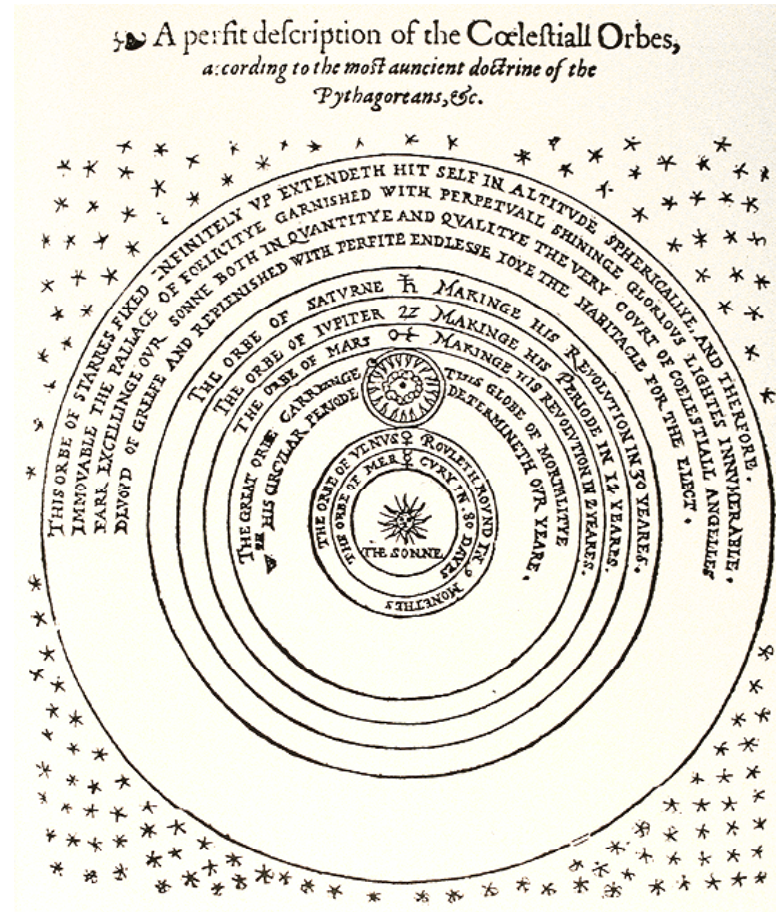 A perfit description of the Cœlestiall Orbes,
according to the most auncient doctrine of the
Pythagoreans, &c.
THIS ORBE OF STARRES FIXED INFINITELY VP EXTENDETH HIT SELF IN ALTITVDE SPHERICALLYE, AND THERFORE.
IMMOVABLE THE PALLACE OF FOELICITYE GARNISHED WITH PERPETVALL SHININGE GLORIOVS LIGHTES INNVMERABLE.
FARR EXCELLINGE OVR SONNE BOTH IN QVANTITYE AND QVALITYE THE VERY COVRT OF COELESTIALL ANGELLES
DEVOYD OF GREEFE AND REPLENISHED WITH PERFITE ENDLESSE IOYE THE HABITACLE FOR THE ELECT.
THE ORBE OF SATVRNE ♄ MAKINGE HIS REVOLVTION IN 30 YEARES.
THE ORBE OF IVPITER ♃ MAKINGE HIS PERIODE IN 12 YEARES.
THE ORBE OF MARS ♂ MAKINGE HIS REVOLVTION IN 2 YEARES.
THE GREAT ORBE CARREINGE THIS GLOBE OF MORTALITYE
HIS CIRCVLAR PERIODE DETERMINETH OVR YEARE.
THE ORBE OF VENVS ♀ ROVLETH ROVND IN 9 MONETHES
THE ORBE OF MER ☿ CVRY IN 80 DAYES
THE SONNE